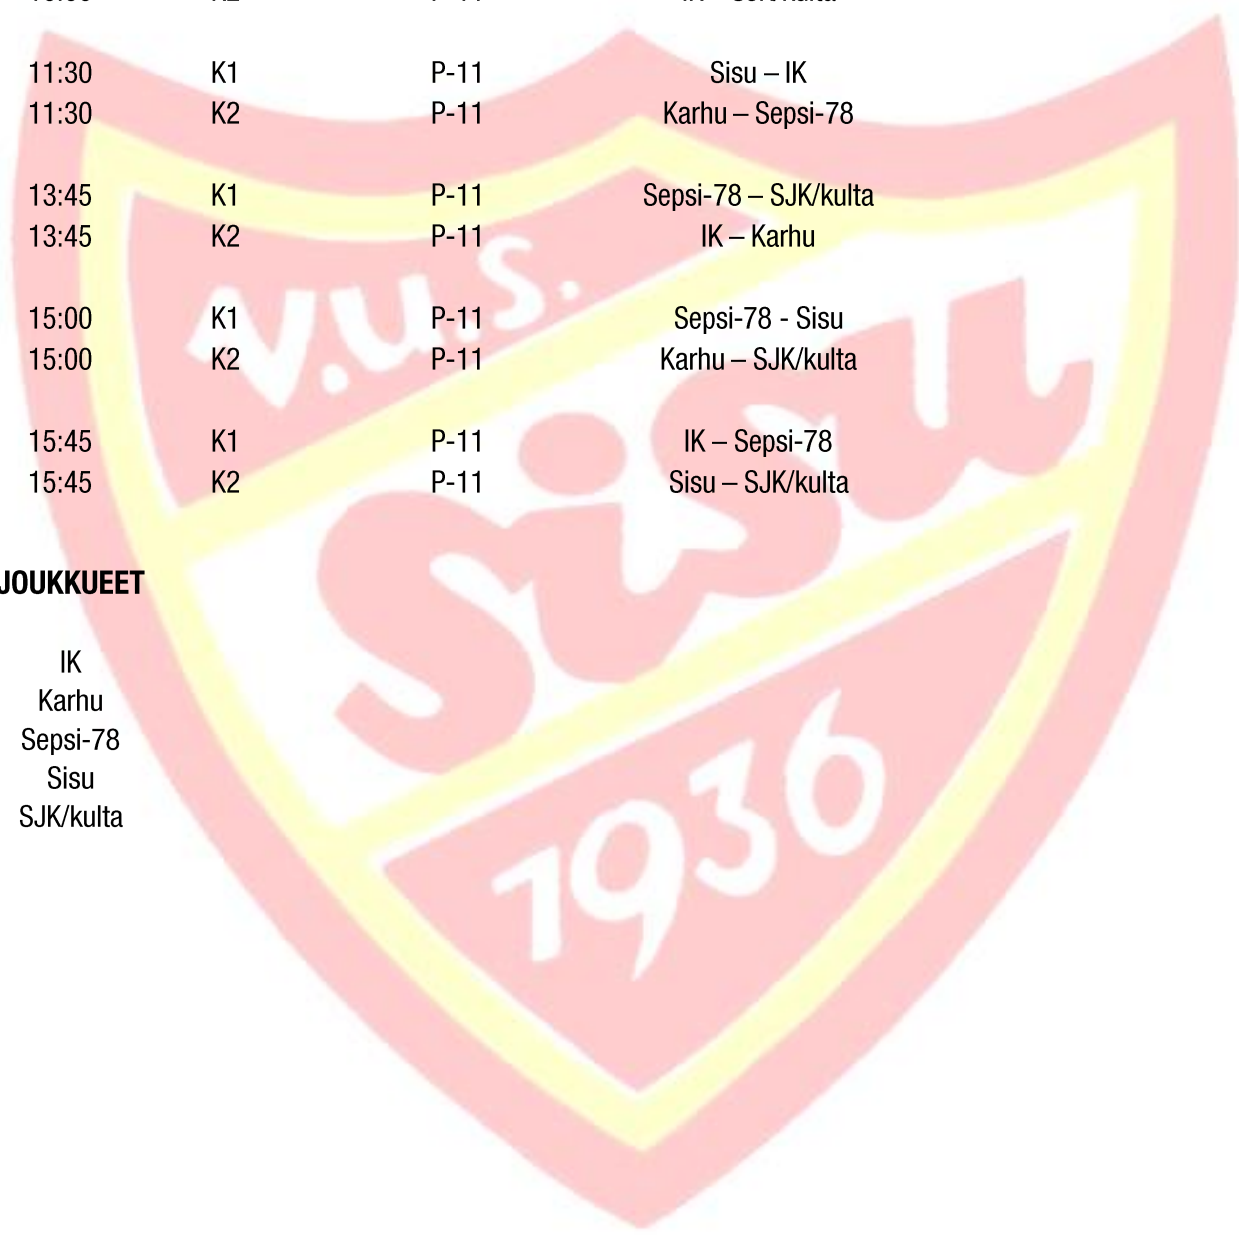 11:30 K1 P-11 Sisu – IK
11:30 K2 P-11 Karhu – Sepsi-78
13:45 K1 P-11 Sepsi-78 – SJK/kulta
13:45 K2 P-11 IK – Karhu
15:00 K1 P-11 Sepsi-78 - Sisu
15:00 K2 P-11 Karhu – SJK/kulta
15:45 K1 P-11 IK – Sepsi-78
15:45 K2 P-11 Sisu – SJK/kulta
JOUKKUEET
IK
Karhu
Sepsi-78
Sisu
SJK/kulta
V.U.S.
Sisu
1936